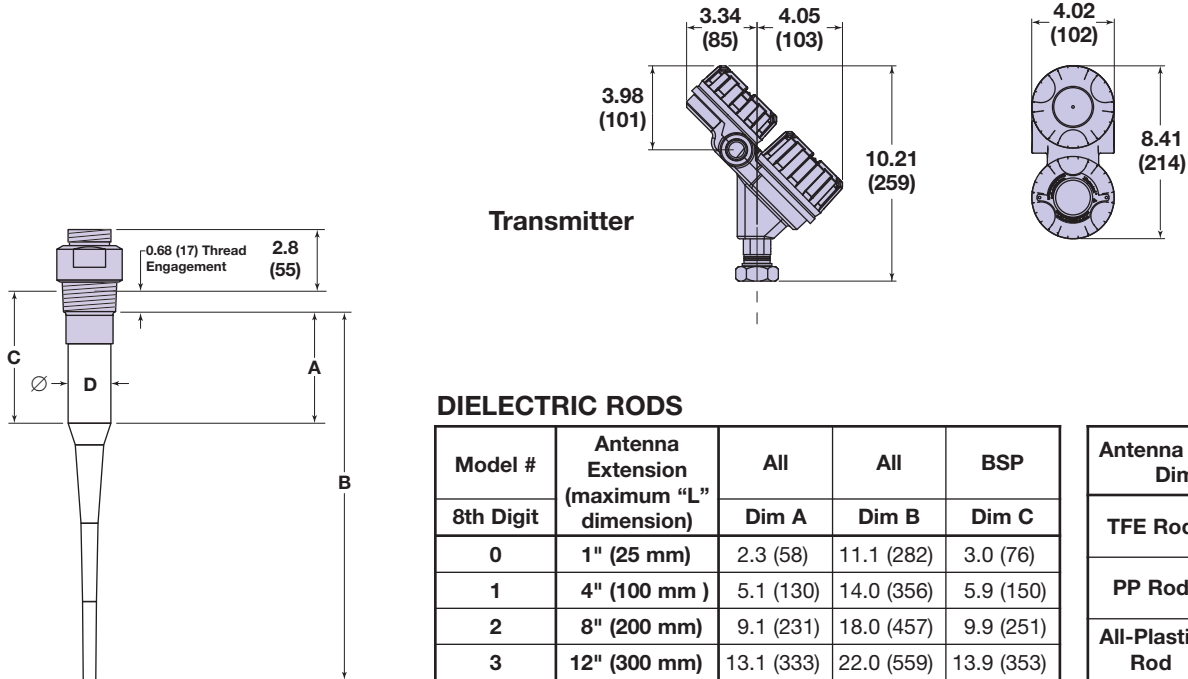 3.34
(85)
4.05
(103)
4.02
(102)
3.98
(101)
10.21
(259)
8.41
(214)
Transmitter
0.68 (17) Thread
Engagement
2.8
(55)
C
A
Ø
D
B
DIELECTRIC RODS
Model #
Antenna
Extension
(maximum “L”
dimension)
All
All
BSP
8th Digit
Dim A
Dim B
Dim C
0 1" (25 mm) 2.3 (58) 11.1 (282) 3.0 (76)
1 4" (100 mm ) 5.1 (130) 14.0 (356) 5.9 (150)
2 8" (200 mm) 9.1 (231) 18.0 (457) 9.9 (251)
3 12" (300 mm) 13.1 (333) 22.0 (559) 13.9 (353)
Antenna
Dim
TFE Rod
PP Rod
All-Plasti
Rod